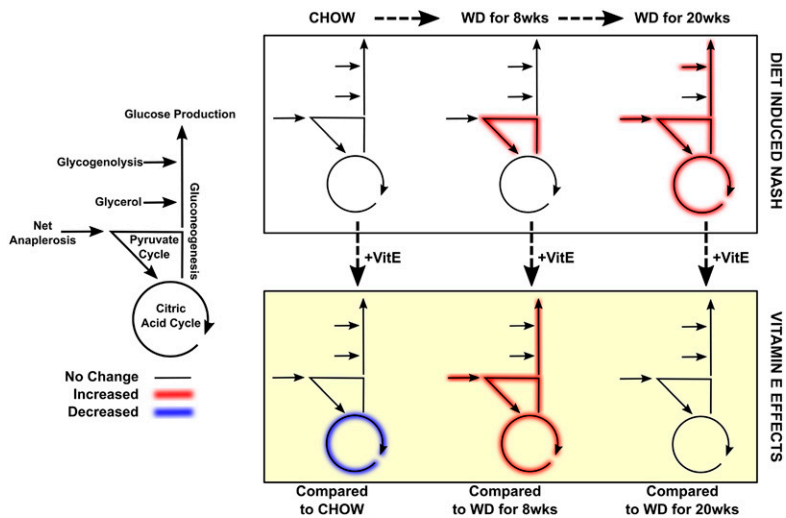 CHOW
WD for 8wks
WD for 20wks
DIET INDUCED NASH
Glucose Production
Glycogenolysis
Glycerol
Gluconeogenesis
Net
Anaplerosis
Pyruvate
Cycle
Citric
Acid Cycle
No Change
Increased
Decreased
+VitE
+VitE
+VitE
VITAMIN E EFFECTS
Compared
to CHOW
Compared
to WD for 8wks
Compared
to WD for 20wks